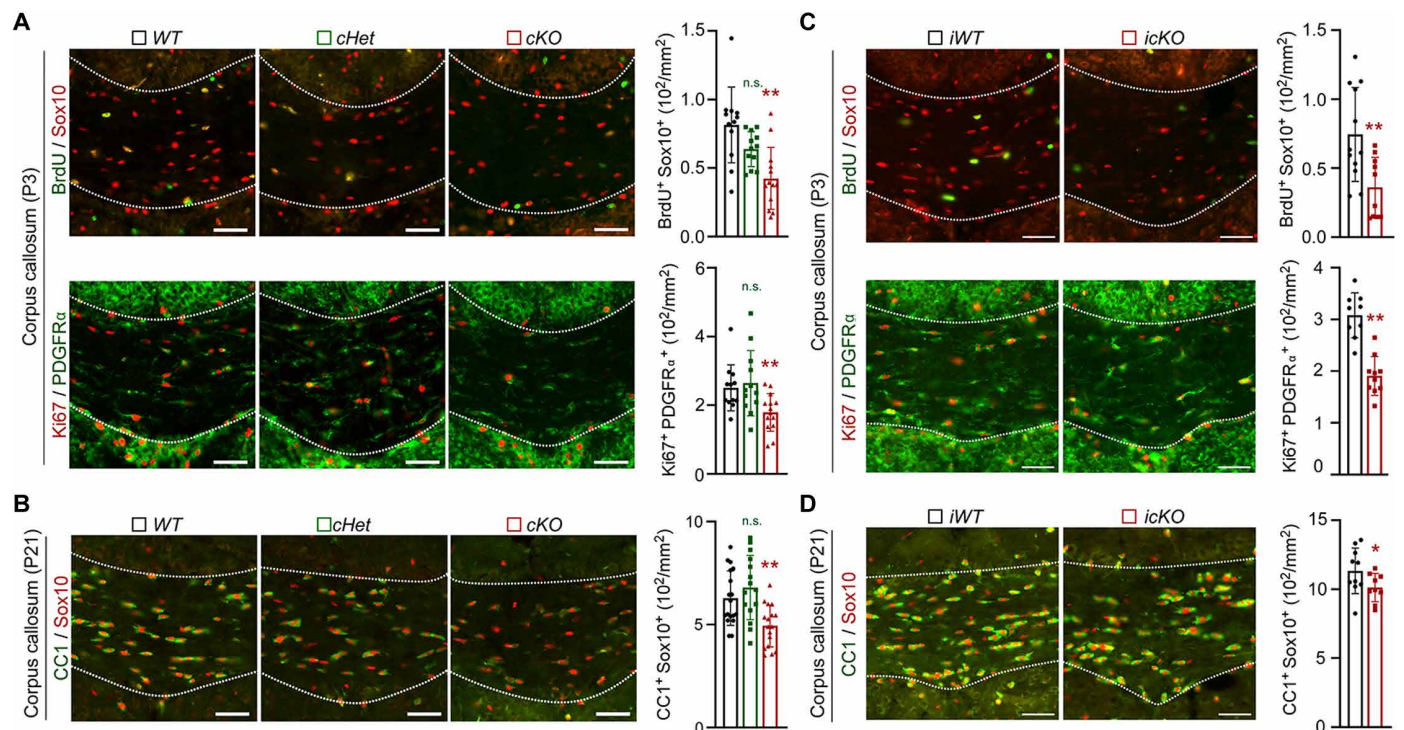 A
WT
cHet
cKO
Corpus callosum (P3)
BrdU / Sox10
BrdU⁺ Sox10⁺ (10²/mm²)
1.5
1.0
0.5
0.0
n.s.
**
Ki67 / PDGFRα
Ki67⁺ PDGFRα⁺ (10²/mm²)
6
4
2
0
n.s.
**
B
WT
cHet
cKO
Corpus callosum (P21)
CC1 / Sox10
CC1⁺ Sox10⁺ (10²/mm²)
10
5
0
n.s.
**
C
iWT
icKO
Corpus callosum (P3)
BrdU / Sox10
BrdU⁺ Sox10⁺ (10²/mm²)
1.5
1.0
0.5
0.0
**
Ki67 / PDGFRα
Ki67⁺ PDGFRα⁺ (10²/mm²)
4
3
2
1
0
**
D
iWT
icKO
Corpus callosum (P21)
CC1 / Sox10
CC1⁺ Sox10⁺ (10²/mm²)
15
10
5
0
*